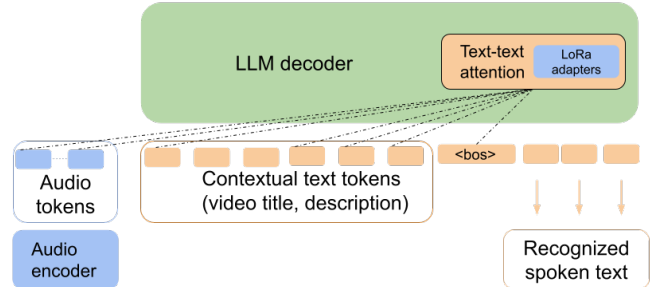 LLM decoder
Text-text
attention
LoRa
adapters
Audio
tokens
Contextual text tokens
(video title, description)
<bos>
Audio
encoder
Recognized
spoken text